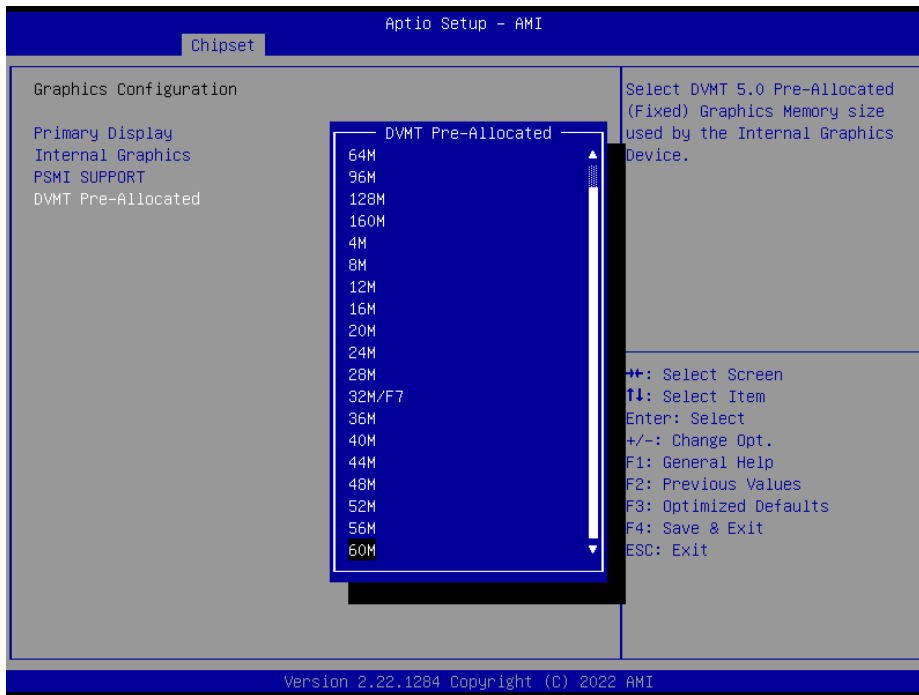 Aptio Setup – AMI
Chipset
Graphics Configuration
Primary Display
Internal Graphics
PSMI SUPPORT
DVMT Pre-Allocated
DVMT Pre-Allocated
64M
96M
128M
160M
4M
8M
12M
16M
20M
24M
28M
32M/F7
36M
40M
44M
48M
52M
56M
60M
Select DVMT 5.0 Pre-Allocated
(Fixed) Graphics Memory size
used by the Internal Graphics
Device.
→←: Select Screen
↑↓: Select Item
Enter: Select
+/-: Change Opt.
F1: General Help
F2: Previous Values
F3: Optimized Defaults
F4: Save & Exit
ESC: Exit
Version 2.22.1284 Copyright (C) 2022 AMI